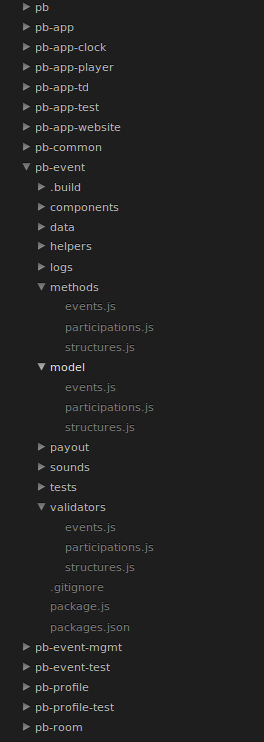 pb
pb-app
pb-app-clock
pb-app-player
pb-app-td
pb-app-test
pb-app-website
pb-common
pb-event
.build
components
data
helpers
logs
methods
events.js
participations.js
structures.js
model
events.js
participations.js
structures.js
payout
sounds
tests
validators
events.js
participations.js
structures.js
.gitignore
package.js
packages.json
pb-event-mgmt
pb-event-test
pb-profile
pb-profile-test
pb-room